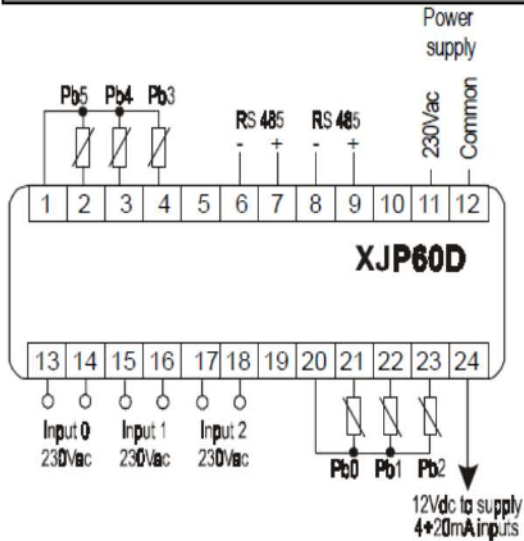 Power
supply
Pb5 Pb4 Pb3
RS 485 RS 485
- + - +
230Vac
Common
1 2 3 4 5 6 7 8 9 10 11 12
XJP60D
13 14 15 16 17 18 19 20 21 22 23 24
Input 0 Input 1 Input 2
230Vac 230Vac 230Vac
Pb0 Pb1 Pb2
12Vdc to supply
4÷20mA inputs